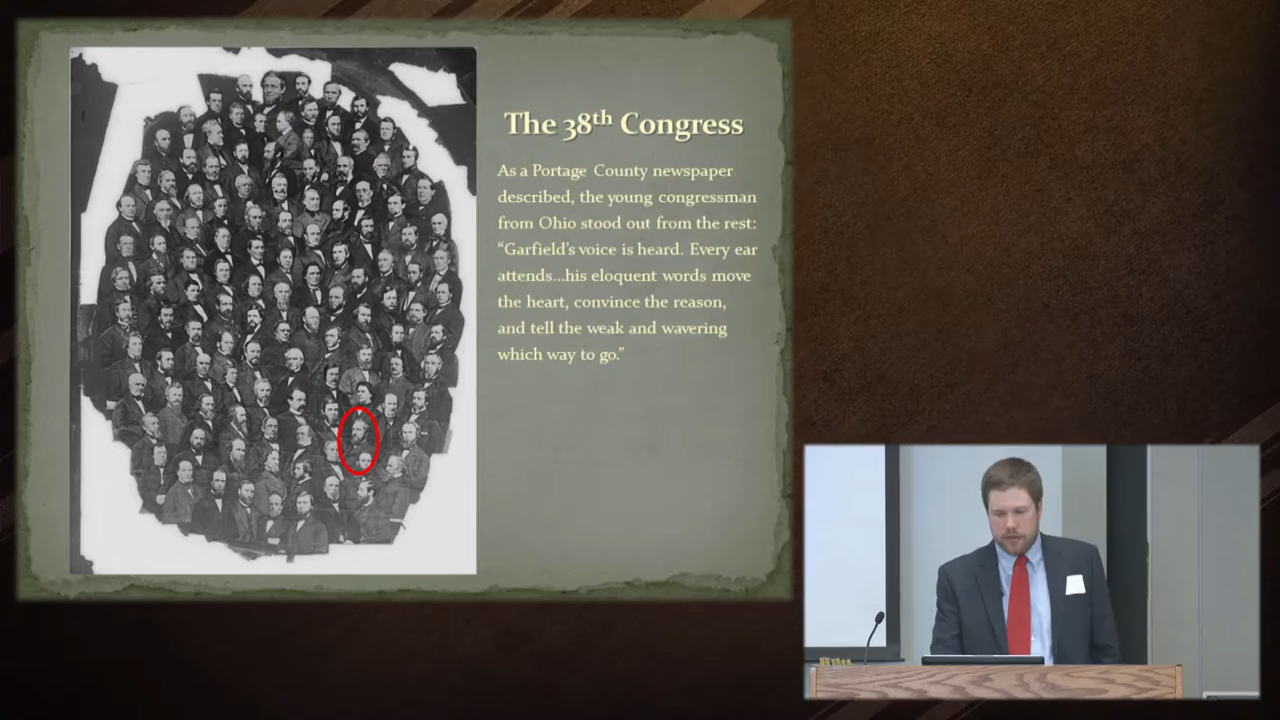 The 38th Congress
As a Portage County newspaper
described, the young congressman
from Ohio stood out from the rest:
“Garfield’s voice is heard. Every ear
attends...his eloquent words move
the heart, convince the reason,
and tell the weak and wavering
which way to go.”